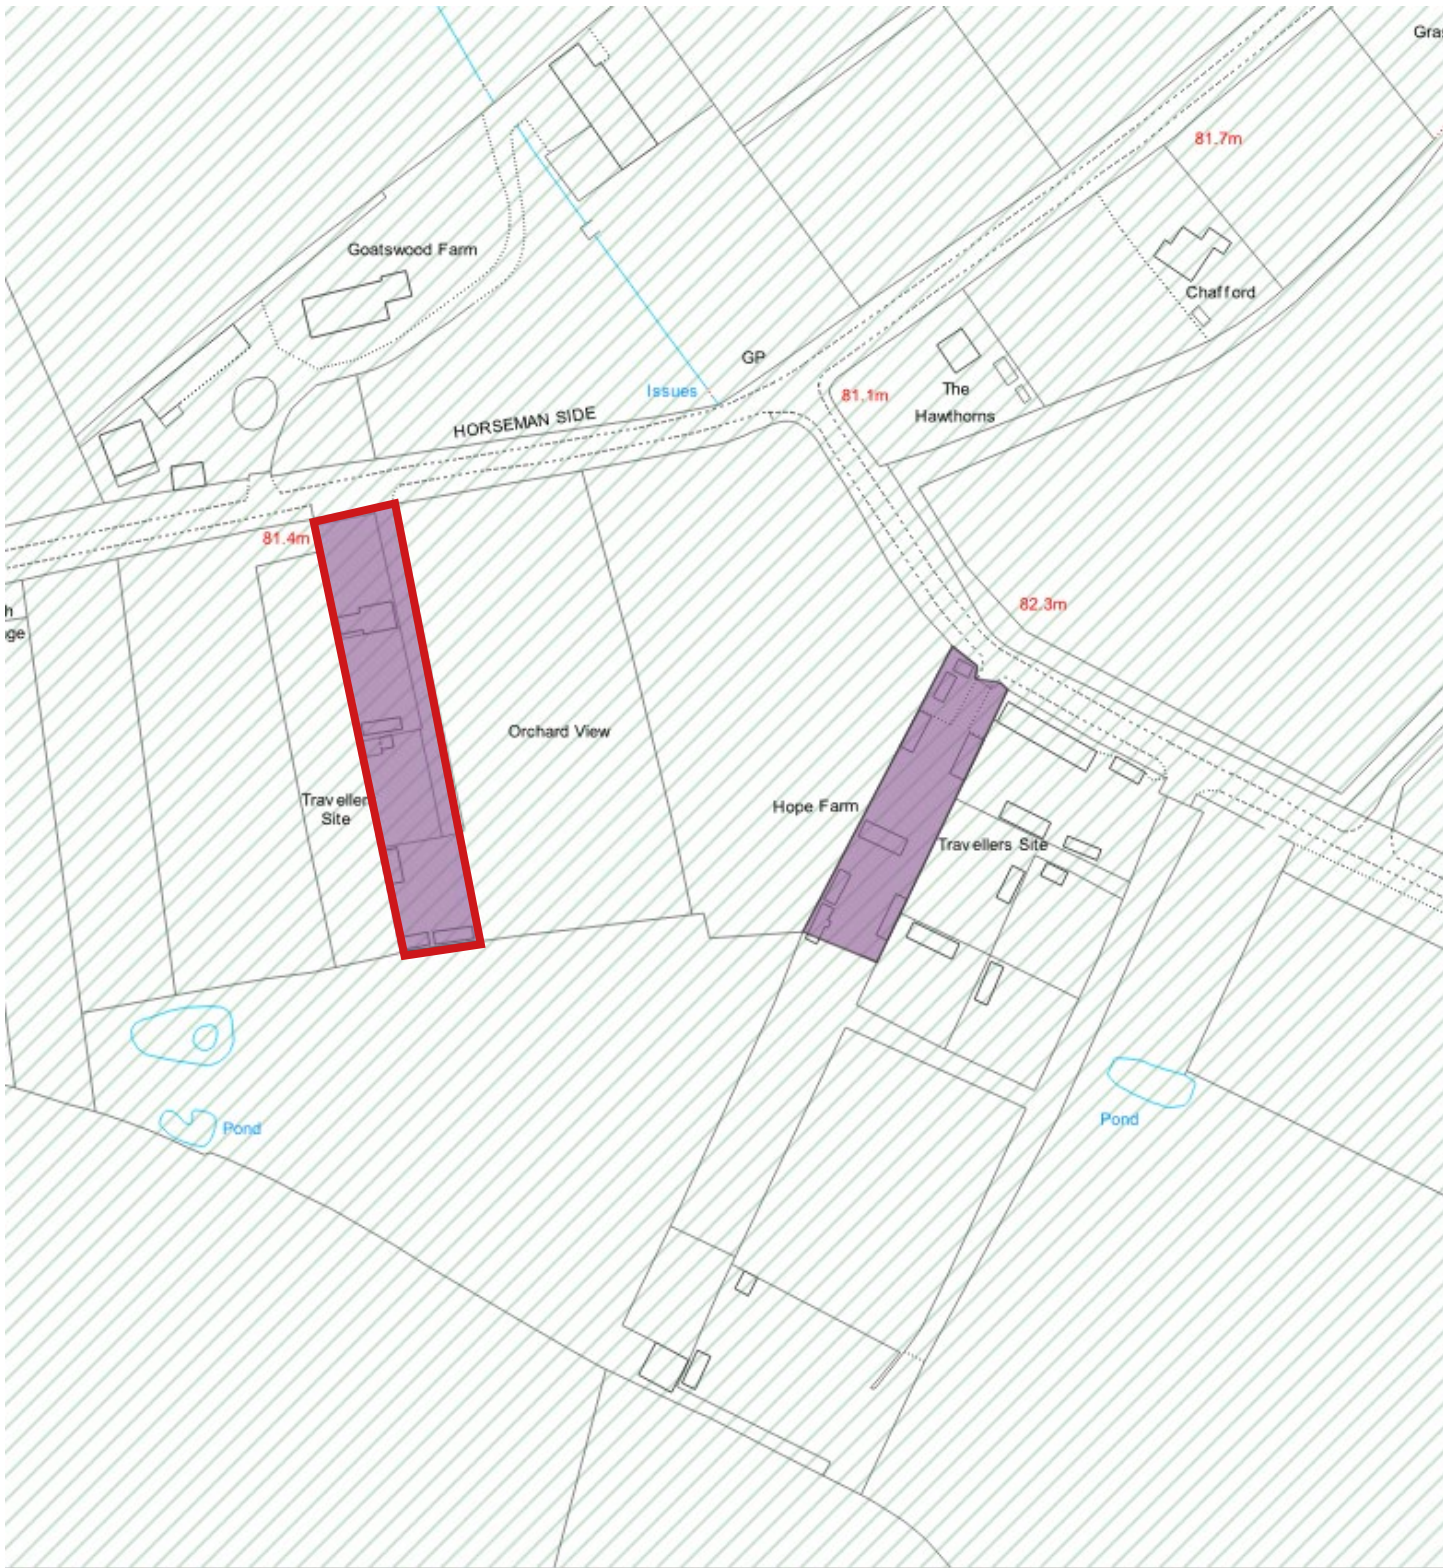 Gra
81.7m
Goatswood Farm
Chafford
GP
Issues
81.1m
The
Hawthorns
HORSEMAN SIDE
81.4m
82.3m
h
ge
Orchard View
Traveller
Site
Hope Farm
Travellers Site
Pond
Pond